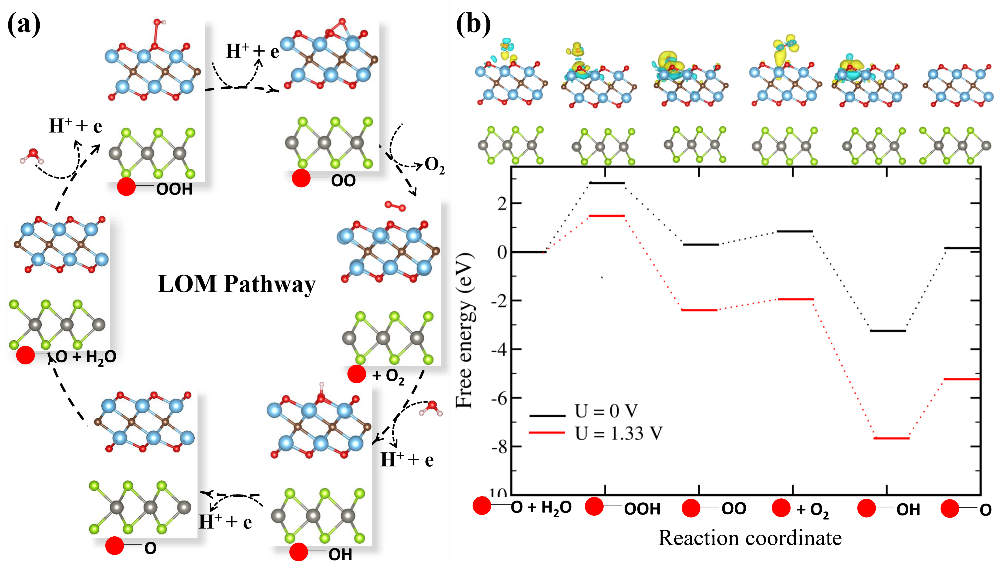 (a)
H⁺ + e
H⁺ + e
OOH
OO
O₂
LOM Pathway
O + H₂O
+ O₂
H⁺ + e
H⁺ + e
O
OH
(b)
Free energy (eV)
2
0
-2
-4
-6
-8
10
U = 0 V
U = 1.33 V
O + H₂O
OOH
OO
+ O₂
OH
O
Reaction coordinate